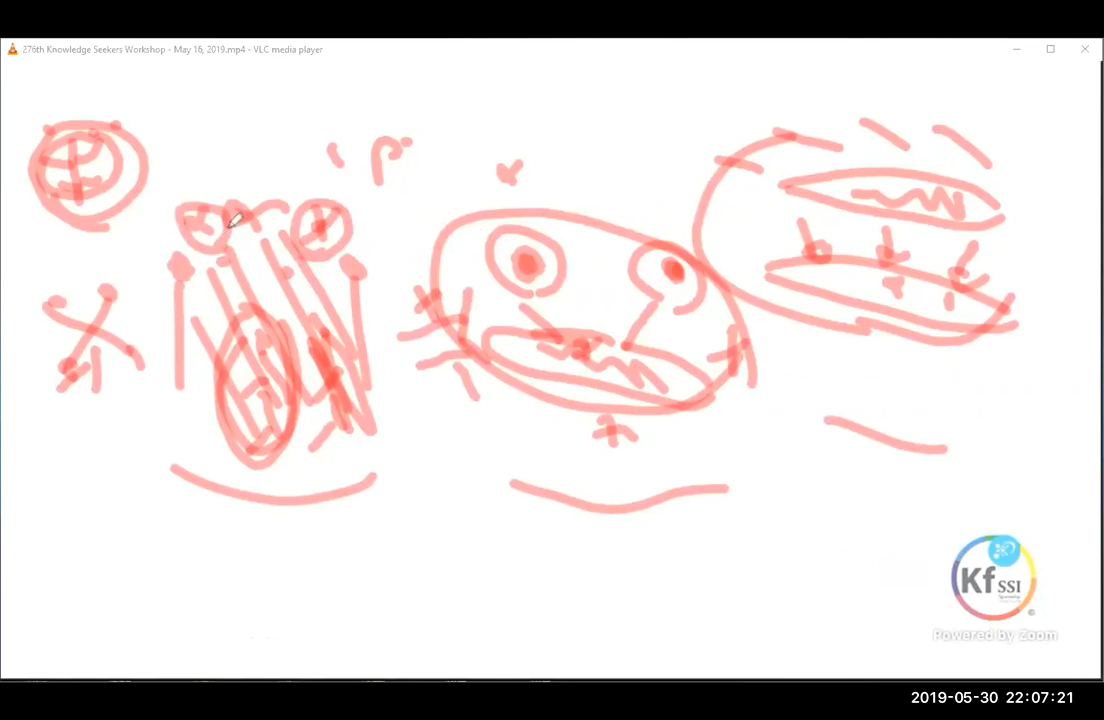 276th Knowledge Seekers Workshop - May 16, 2019.mp4 - VLC media player
Kf SSI
Powered by Zoom
2019-05-30 22:07:21